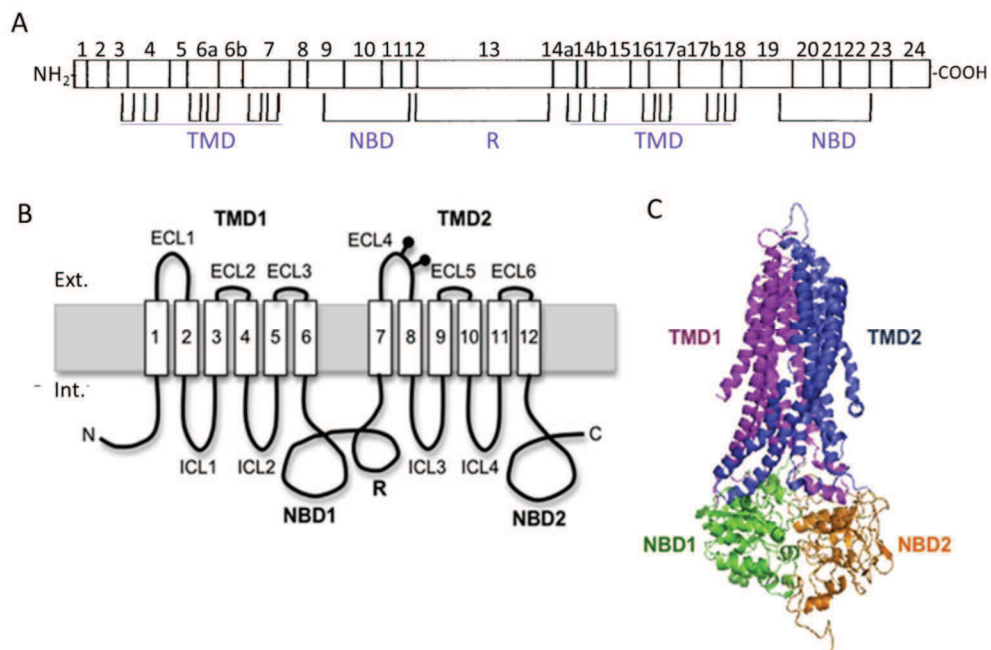 A
1 2 3 4 5 6a 6b 7 8 9 10 11 12 13 14a 14b 15 16 17a 17b 18 19 20 21 22 23 24
NH2 -COOH
TMD NBD R TMD NBD
B
TMD1 TMD2
ECL1 ECL4
ECL2 ECL3 ECL5 ECL6
Ext.
1 2 3 4 5 6 7 8 9 10 11 12
Int.
N C
ICL1 ICL2 ICL3 ICL4
R
NBD1 NBD2
C
TMD1 TMD2
NBD1 NBD2